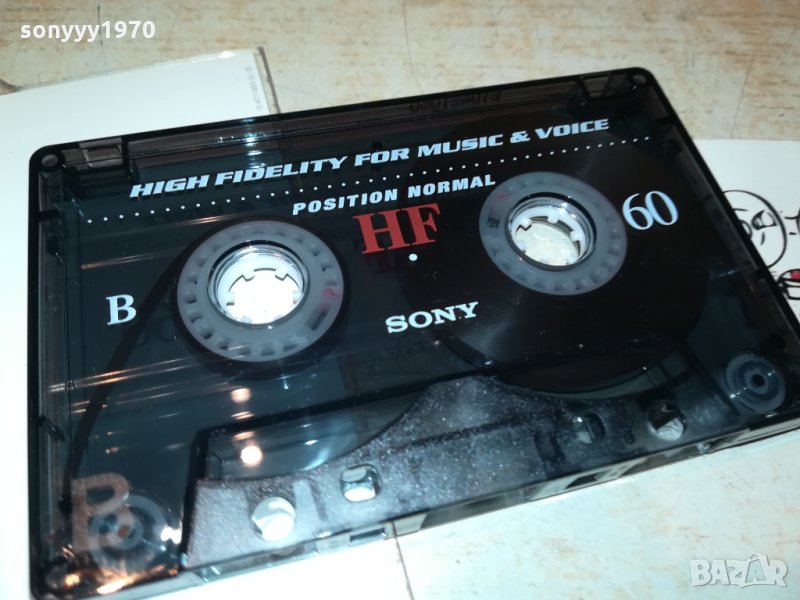 sonyyy1970
HIGH FIDELITY FOR MUSIC & VOICE
POSITION NORMAL
HF
60
B
SONY
B
BAZAR